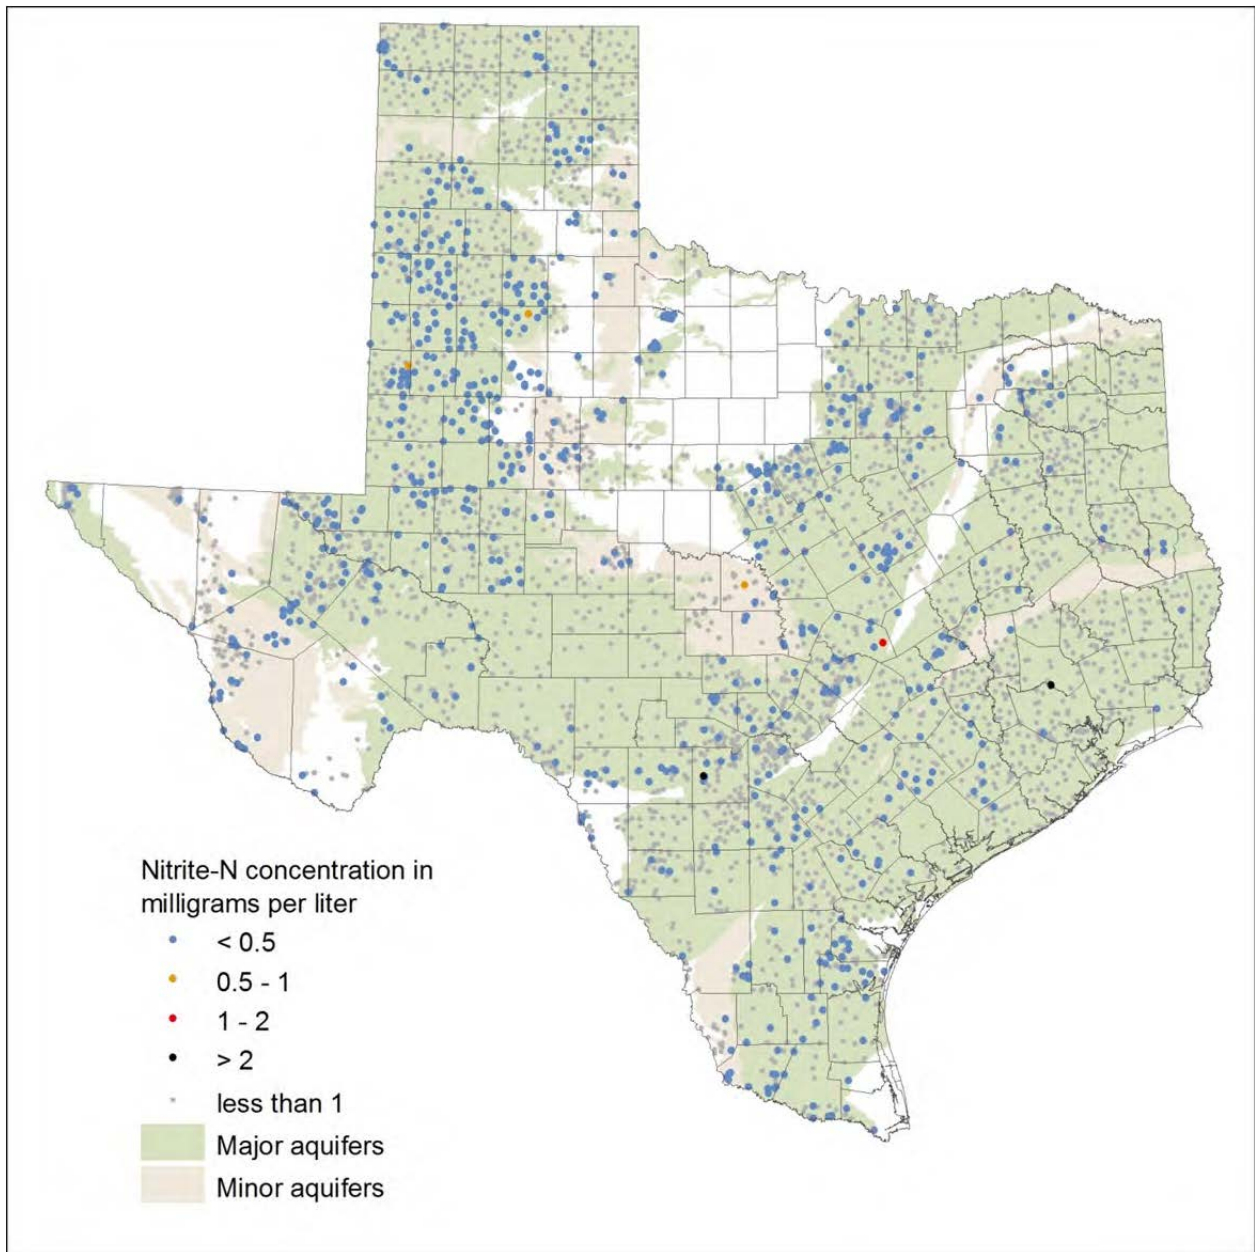 Nitrite-N concentration in
milligrams per liter
< 0.5
0.5 - 1
1 - 2
> 2
less than 1
Major aquifers
Minor aquifers